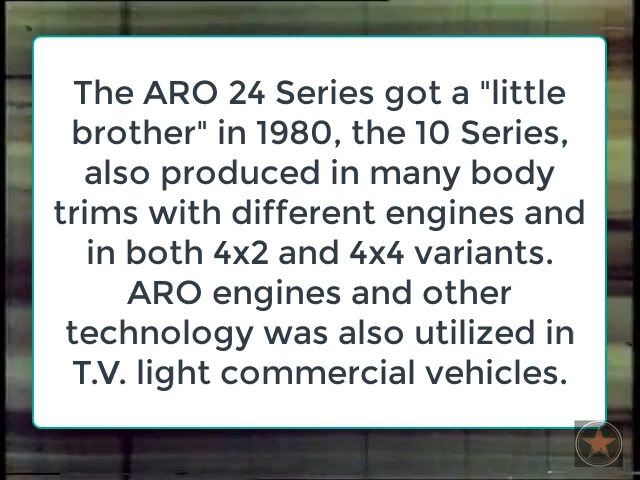 The ARO 24 Series got a "little
brother" in 1980, the 10 Series,
also produced in many body
trims with different engines and
in both 4x2 and 4x4 variants.
ARO engines and other
technology was also utilized in
T.V. light commercial vehicles.